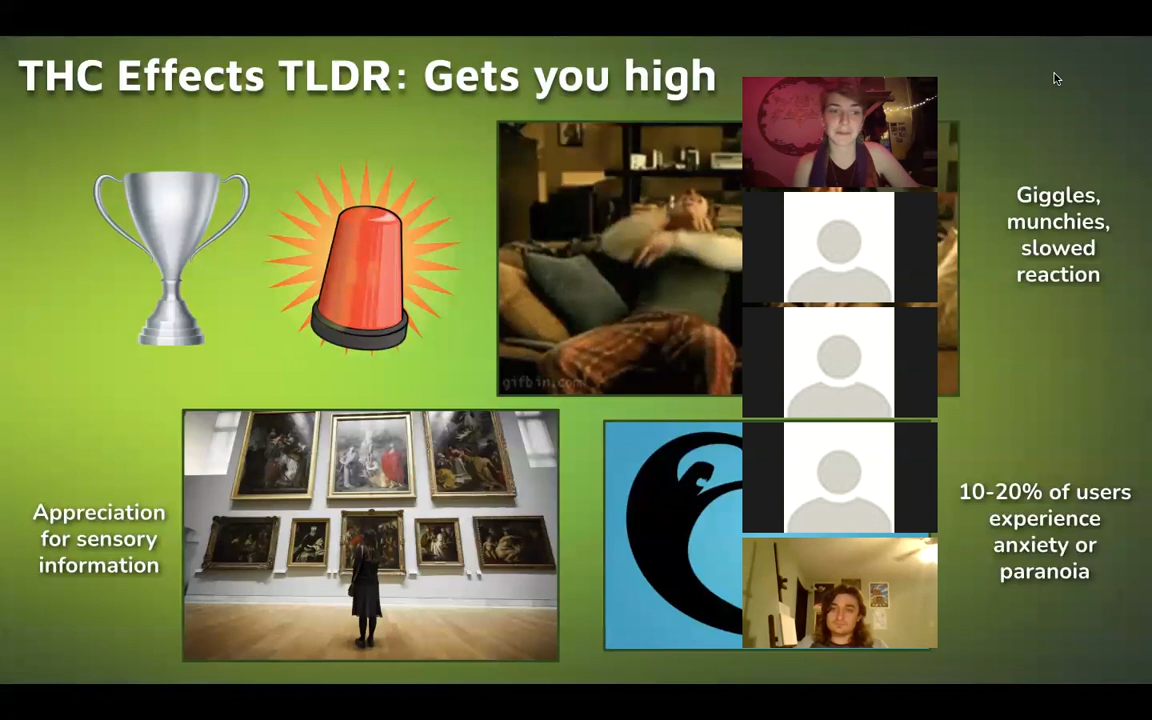 THC Effects TLDR: Gets you high
Giggles,
munchies,
slowed
reaction
gifbin.com
Appreciation
for sensory
information
10-20% of users
experience
anxiety or
paranoia